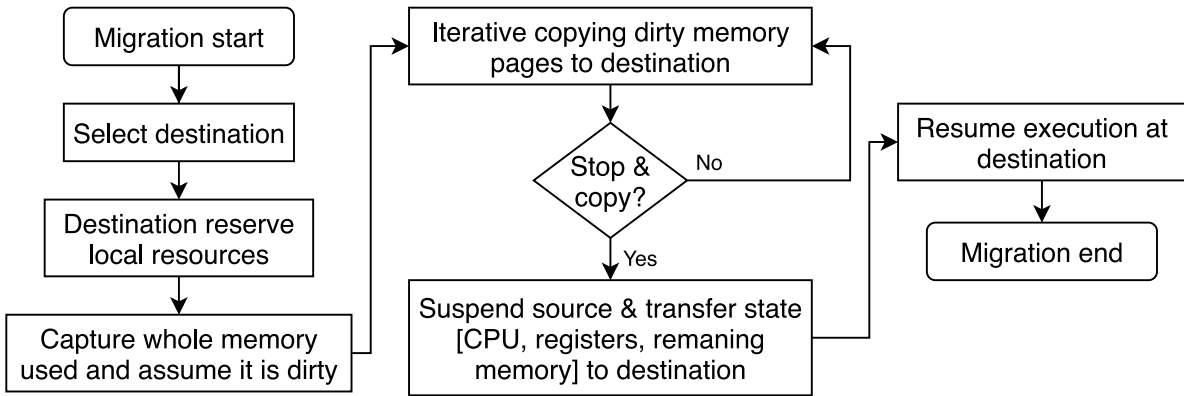 Migration start
Select destination
Destination reserve
local resources
Capture whole memory
used and assume it is dirty
Iterative copying dirty memory
pages to destination
Stop &
copy?
No
Yes
Suspend source & transfer state
[CPU, registers, remaning
memory] to destination
Resume execution at
destination
Migration end